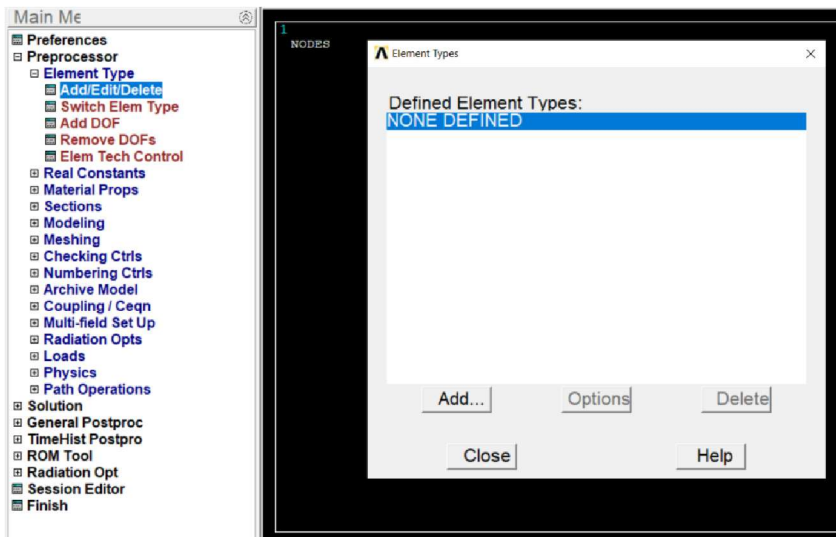 Main Me
Preferences
Preprocessor
Element Type
Add/Edit/Delete
Switch Elem Type
Add DOF
Remove DOFs
Elem Tech Control
Real Constants
Material Props
Sections
Modeling
Meshing
Checking Ctrls
Numbering Ctrls
Archive Model
Coupling / Ceqn
Multi-field Set Up
Radiation Opts
Loads
Physics
Path Operations
Solution
General Postproc
TimeHist Postpro
ROM Tool
Radiation Opt
Session Editor
Finish
1
NODES
Element Types
Defined Element Types:
NONE DEFINED
Add...
Options
Delete
Close
Help